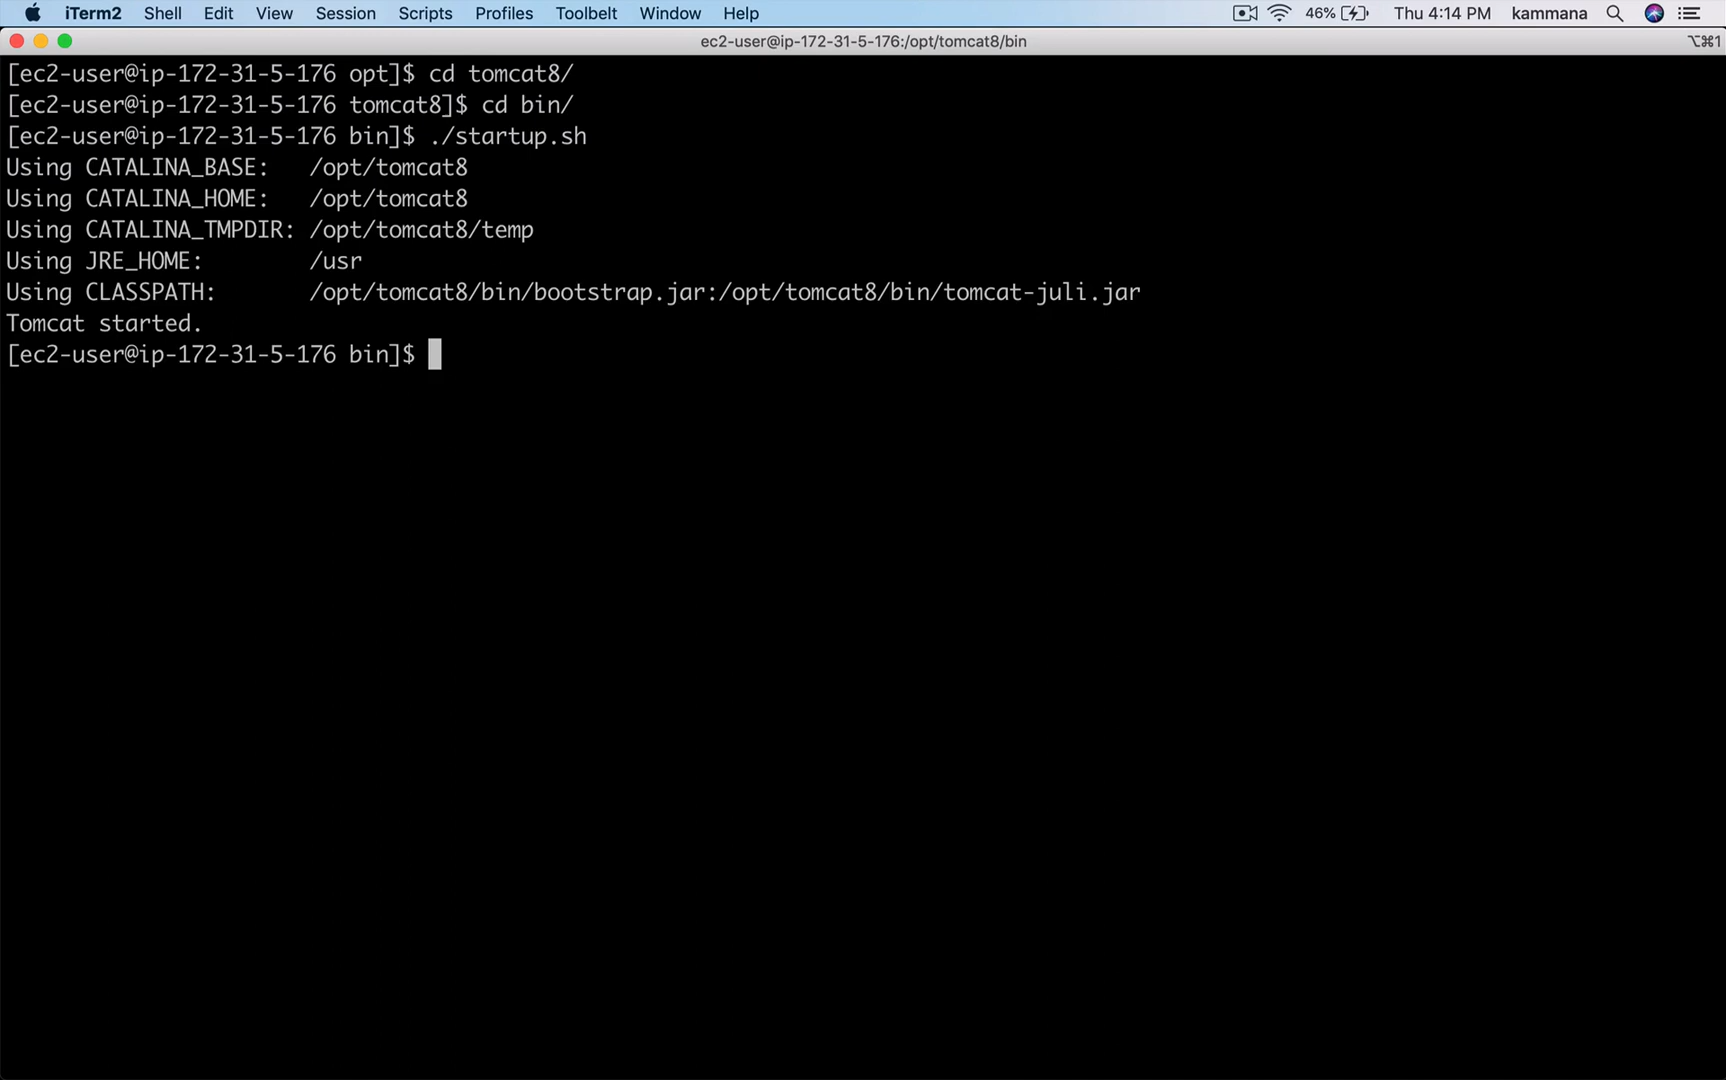 iTerm2 Shell Edit View Session Scripts Profiles Toolbelt Window Help 46% Thu 4:14 PM kammana
ec2-user@ip-172-31-5-176:/opt/tomcat8/bin ⌥⌘1
[ec2-user@ip-172-31-5-176 opt]$ cd tomcat8/
[ec2-user@ip-172-31-5-176 tomcat8]$ cd bin/
[ec2-user@ip-172-31-5-176 bin]$ ./startup.sh
Using CATALINA_BASE:   /opt/tomcat8
Using CATALINA_HOME:   /opt/tomcat8
Using CATALINA_TMPDIR: /opt/tomcat8/temp
Using JRE_HOME:        /usr
Using CLASSPATH:       /opt/tomcat8/bin/bootstrap.jar:/opt/tomcat8/bin/tomcat-juli.jar
Tomcat started.
[ec2-user@ip-172-31-5-176 bin]$